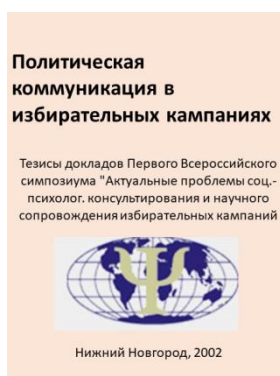 Политическая
коммуникация в
избирательных кампаниях
Тезисы докладов Первого Всероссийского
симпозиума "Актуальные проблемы соц.-
психолог. консультирования и научного
сопровождения избирательных кампаний
Ψ
Нижний Новгород, 2002